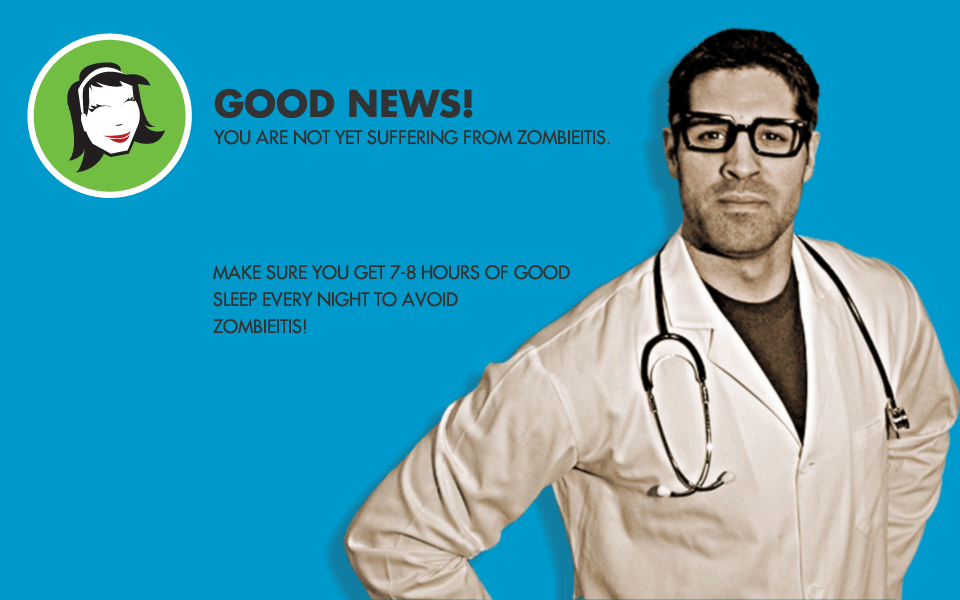 GOOD NEWS!
YOU ARE NOT YET SUFFERING FROM ZOMBIEITIS.
MAKE SURE YOU GET 7-8 HOURS OF GOOD
SLEEP EVERY NIGHT TO AVOID
ZOMBIEITIS!